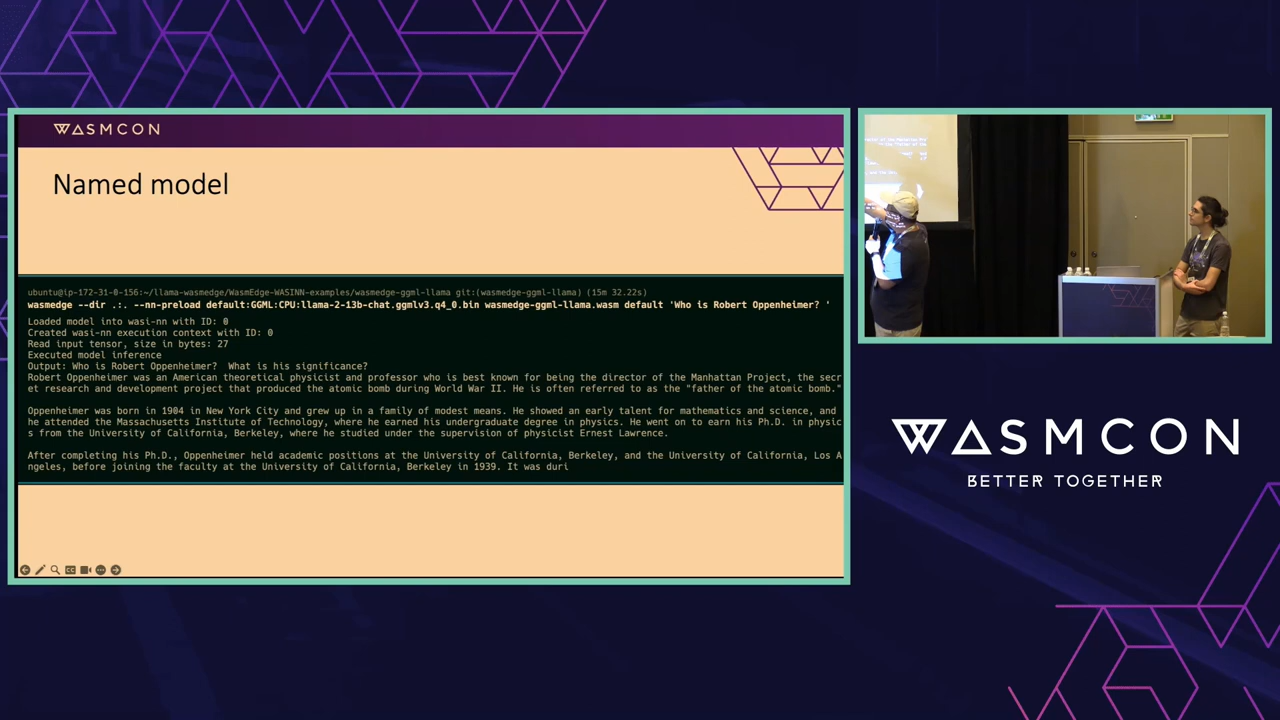 WASMCON
Named model
ubuntu@ip-172-31-0-156:~/llama-wasmedge/WasmEdge-WASINN-examples/wasmedge-ggml-llama git:(wasmedge-ggml-llama) (15m 32.22s)
wasmedge --dir .:. --nn-preload default:GGML:CPU:llama-2-13b-chat.ggmlv3.q4_0.bin wasmedge-ggml-llama.wasm default 'Who is Robert Oppenheimer? '
Loaded model into wasi-nn with ID: 0
Created wasi-nn execution context with ID: 0
Read input tensor, size in bytes: 27
Executed model inference
Output: Who is Robert Oppenheimer?  What is his significance?
Robert Oppenheimer was an American theoretical physicist and professor who is best known for being the director of the Manhattan Project, the secr
et research and development project that produced the atomic bomb during World War II. He is often referred to as the "father of the atomic bomb."
Oppenheimer was born in 1904 in New York City and grew up in a family of modest means. He showed an early talent for mathematics and science, and
he attended the Massachusetts Institute of Technology, where he earned his undergraduate degree in physics. He went on to earn his Ph.D. in physic
s from the University of California, Berkeley, where he studied under the supervision of physicist Ernest Lawrence.
After completing his Ph.D., Oppenheimer held academic positions at the University of California, Berkeley, and the University of California, Los A
ngeles, before joining the faculty at the University of California, Berkeley in 1939. It was duri
CC
WASMCON
BETTER TOGETHER